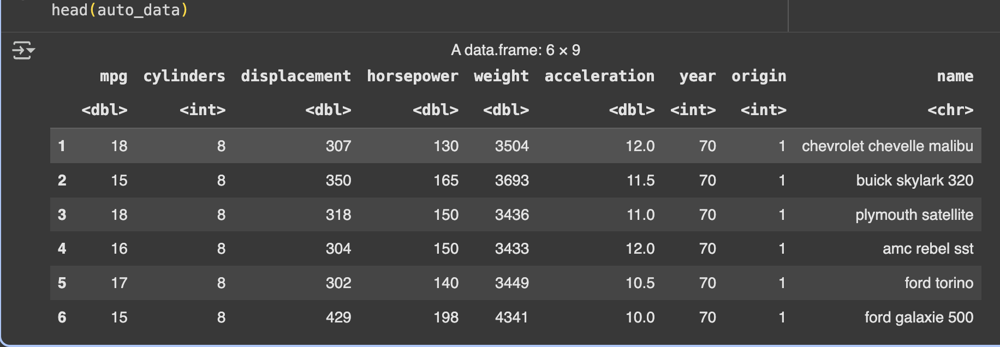 head(auto_data)
A data.frame: 6 × 9
mpg cylinders displacement horsepower weight acceleration year origin name
<dbl> <int> <dbl> <dbl> <dbl> <dbl> <int> <int> <chr>
1 18 8 307 130 3504 12.0 70 1 chevrolet chevelle malibu
2 15 8 350 165 3693 11.5 70 1 buick skylark 320
3 18 8 318 150 3436 11.0 70 1 plymouth satellite
4 16 8 304 150 3433 12.0 70 1 amc rebel sst
5 17 8 302 140 3449 10.5 70 1 ford torino
6 15 8 429 198 4341 10.0 70 1 ford galaxie 500